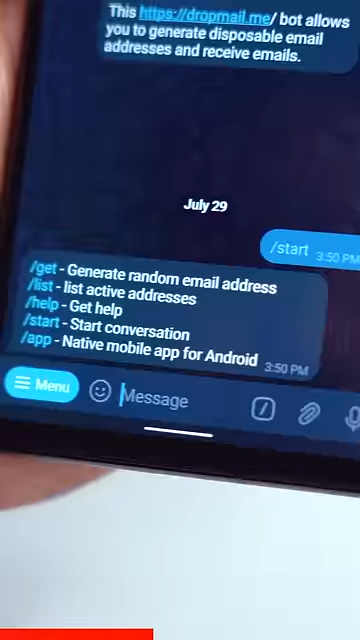 This https://dropmail.me/ bot allows
you to generate disposable email
addresses and receive emails.
July 29
/start 3:50 PM
/get - Generate random email address
/list - list active addresses
/help - Get help
/start - Start conversation
/app - Native mobile app for Android 3:50 PM
Menu
Message